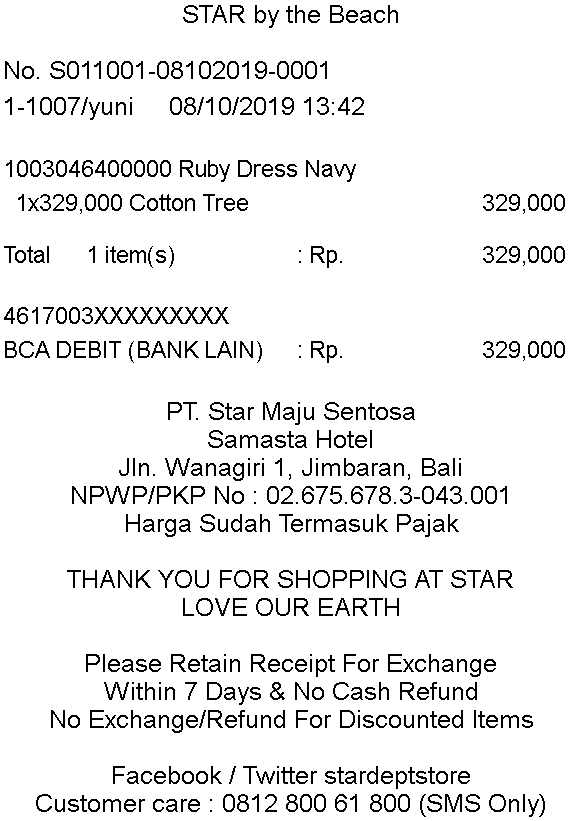 STAR by the Beach
No. S011001-08102019-0001
1-1007/yuni 08/10/2019 13:42
1003046400000 Ruby Dress Navy
1x329,000 Cotton Tree 329,000
Total 1 item(s) : Rp. 329,000
4617003XXXXXXXXX
BCA DEBIT (BANK LAIN) : Rp. 329,000
PT. Star Maju Sentosa
Samasta Hotel
Jln. Wanagiri 1, Jimbaran, Bali
NPWP/PKP No : 02.675.678.3-043.001
Harga Sudah Termasuk Pajak
THANK YOU FOR SHOPPING AT STAR
LOVE OUR EARTH
Please Retain Receipt For Exchange
Within 7 Days & No Cash Refund
No Exchange/Refund For Discounted Items
Facebook / Twitter stardeptstore
Customer care : 0812 800 61 800 (SMS Only)